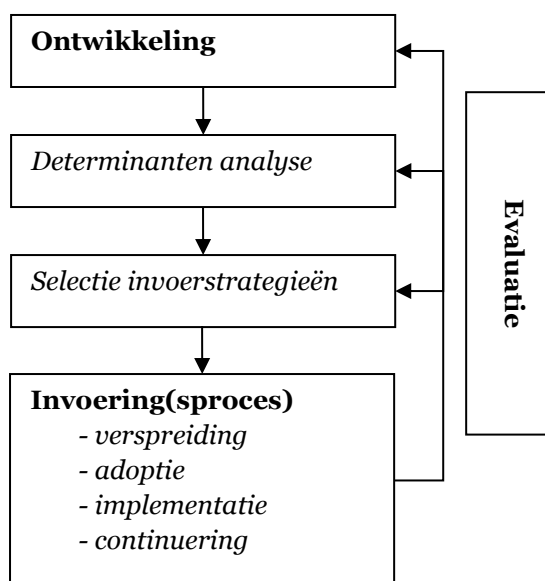 Ontwikkeling
Determinanten analyse
Selectie invoerstrategieën
Invoering(sproces)
- verspreiding
- adoptie
- implementatie
- continuering
Evaluatie